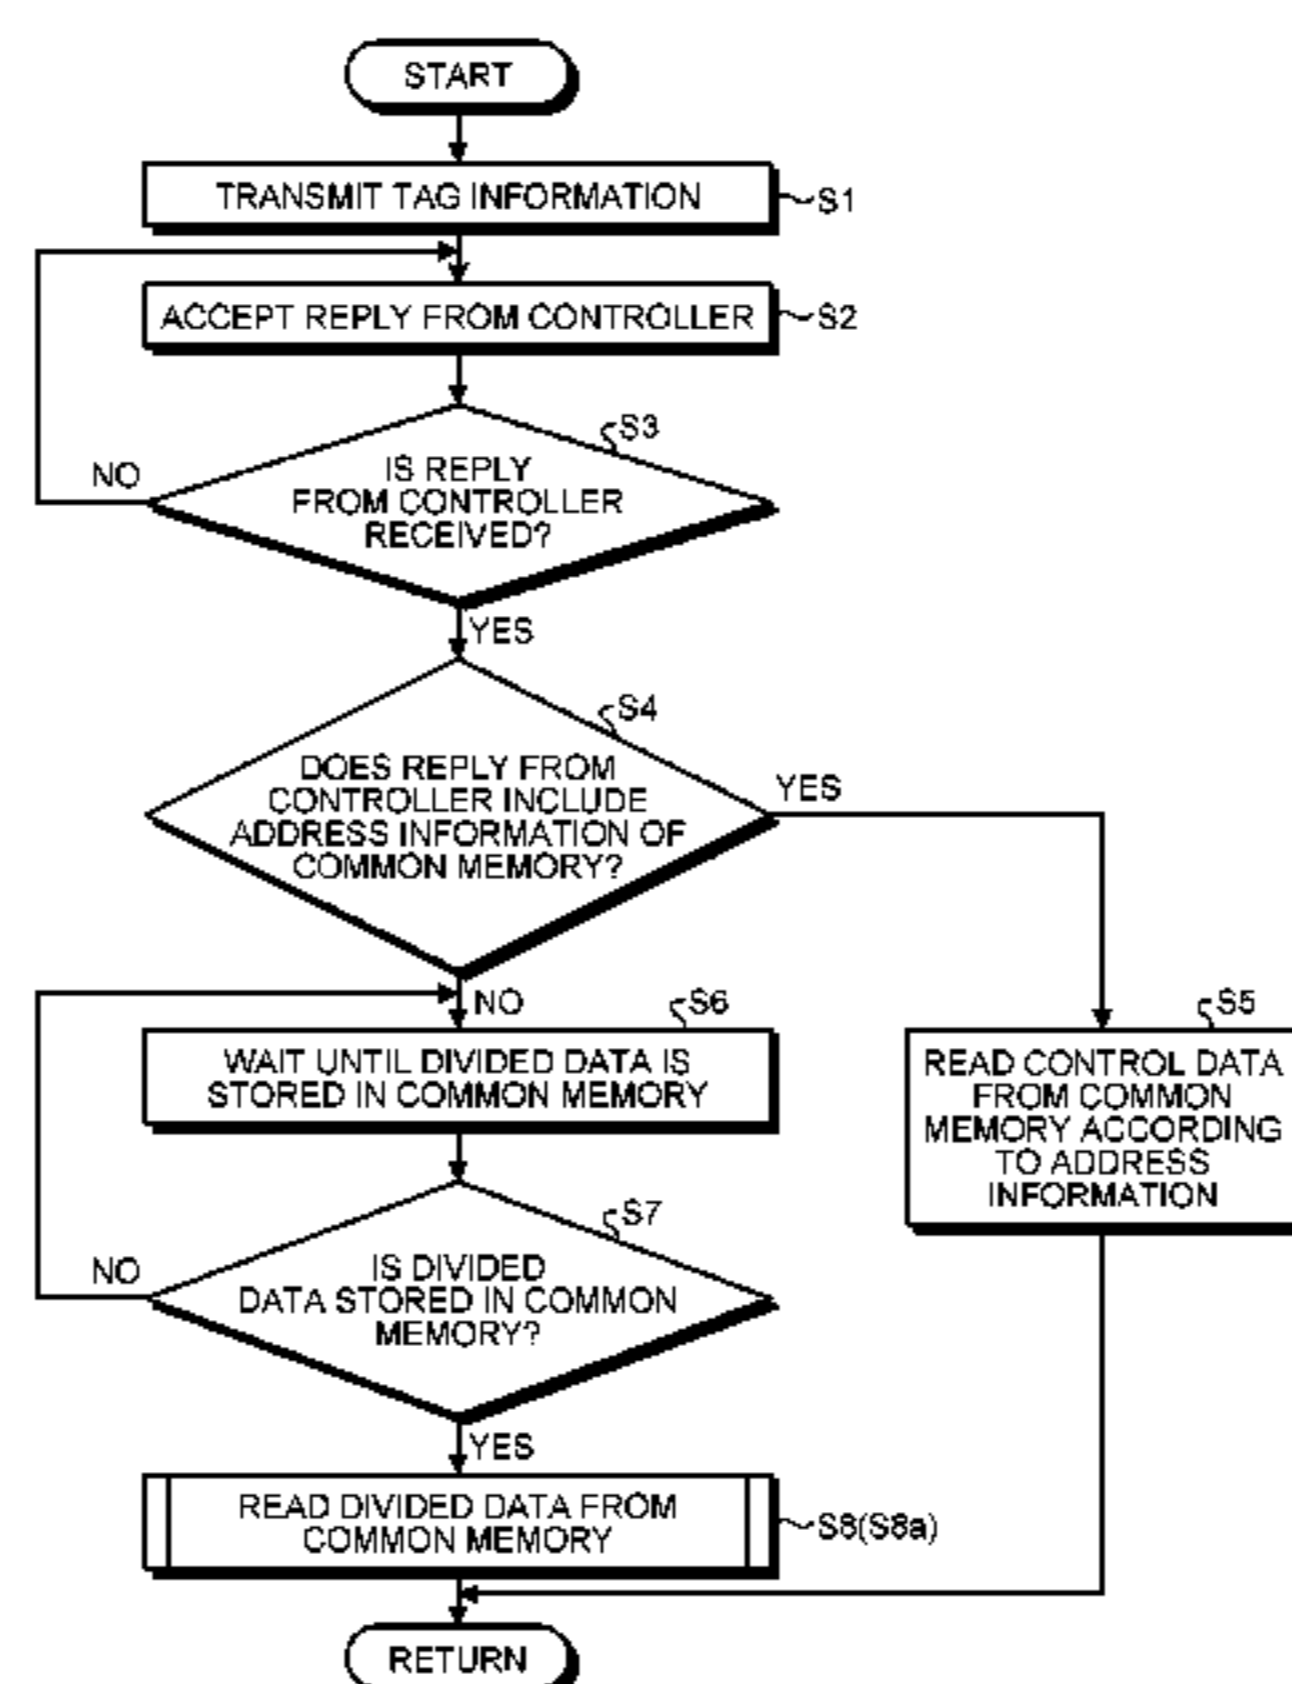 START
TRANSMIT TAG INFORMATION
S1
ACCEPT REPLY FROM CONTROLLER
S2
S3
IS REPLY
FROM CONTROLLER
RECEIVED?
NO
YES
S4
DOES REPLY FROM
CONTROLLER INCLUDE
ADDRESS INFORMATION OF
COMMON MEMORY?
YES
NO
S6
WAIT UNTIL DIVIDED DATA IS
STORED IN COMMON MEMORY
S5
READ CONTROL DATA
FROM COMMON
MEMORY ACCORDING
TO ADDRESS
INFORMATION
S7
IS DIVIDED
DATA STORED IN COMMON
MEMORY?
NO
YES
READ DIVIDED DATA FROM
COMMON MEMORY
S8(S8a)
RETURN